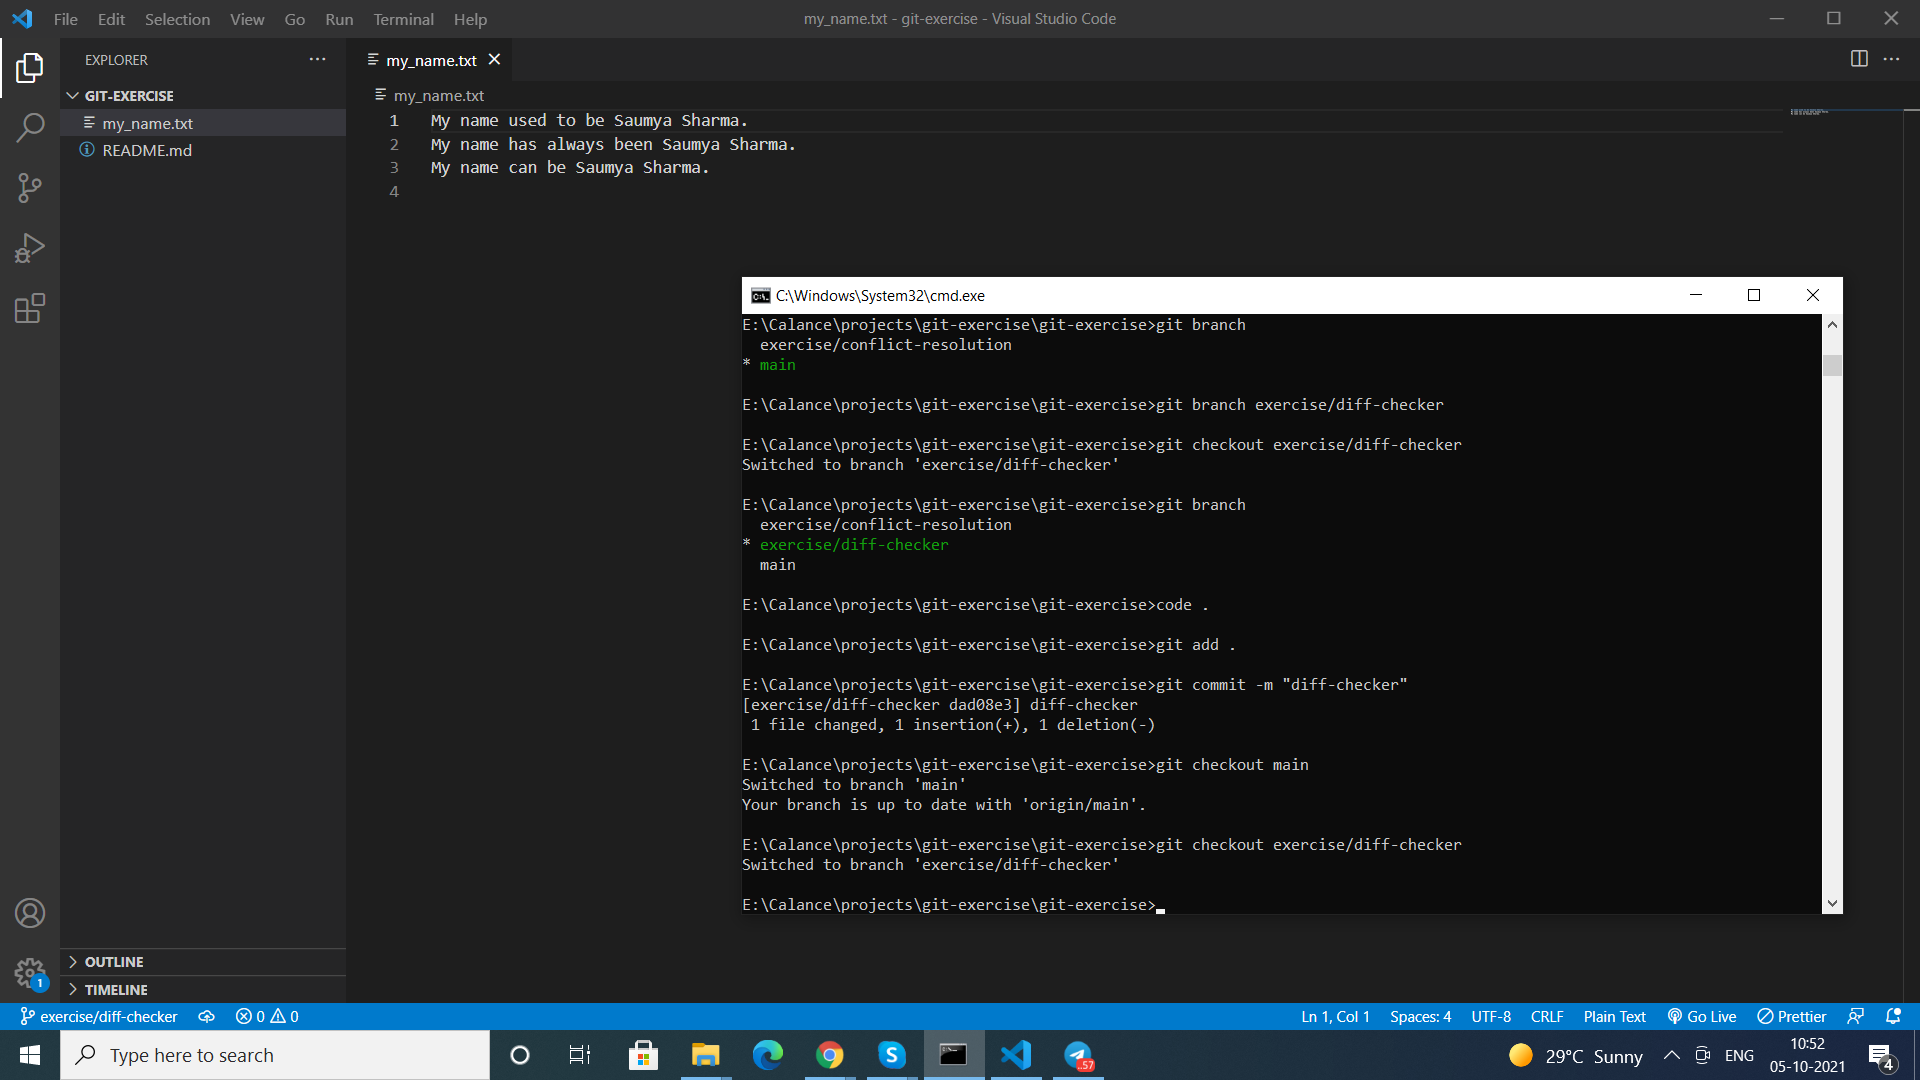 File Edit Selection View Go Run Terminal Help
my_name.txt - git-exercise - Visual Studio Code
EXPLORER
GIT-EXERCISE
my_name.txt
README.md
my_name.txt
my_name.txt
1 My name used to be Saumya Sharma.
2 My name has always been Saumya Sharma.
3 My name can be Saumya Sharma.
4
C:\Windows\System32\cmd.exe
E:\Calance\projects\git-exercise\git-exercise>git branch
exercise/conflict-resolution
* main
E:\Calance\projects\git-exercise\git-exercise>git branch exercise/diff-checker
E:\Calance\projects\git-exercise\git-exercise>git checkout exercise/diff-checker
Switched to branch 'exercise/diff-checker'
E:\Calance\projects\git-exercise\git-exercise>git branch
exercise/conflict-resolution
* exercise/diff-checker
main
E:\Calance\projects\git-exercise\git-exercise>code .
E:\Calance\projects\git-exercise\git-exercise>git add .
E:\Calance\projects\git-exercise\git-exercise>git commit -m "diff-checker"
[exercise/diff-checker dad08e3] diff-checker
1 file changed, 1 insertion(+), 1 deletion(-)
E:\Calance\projects\git-exercise\git-exercise>git checkout main
Switched to branch 'main'
Your branch is up to date with 'origin/main'.
E:\Calance\projects\git-exercise\git-exercise>git checkout exercise/diff-checker
Switched to branch 'exercise/diff-checker'
E:\Calance\projects\git-exercise\git-exercise>
OUTLINE
TIMELINE
1
exercise/diff-checker 0 0
Ln 1, Col 1 Spaces: 4 UTF-8 CRLF Plain Text Go Live Prettier
Type here to search
57
29°C Sunny
ENG
10:52
05-10-2021
4